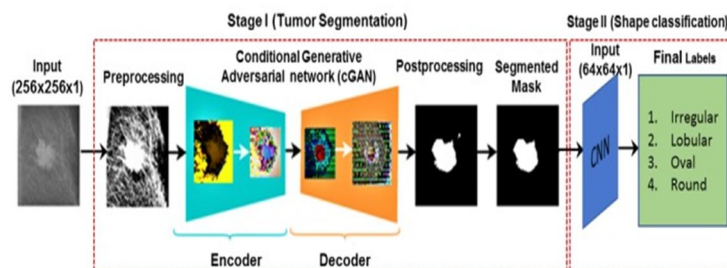 Stage I (Tumor Segmentation)
Stage II (Shape classification)
Input
(256x256x1)
Preprocessing
Conditional Generative
Adversarial network (cGAN)
Postprocessing
Segmented
Mask
Input
(64x64x1)
Final Labels
CNN
1. Irregular
2. Lobular
3. Oval
4. Round
Encoder
Decoder